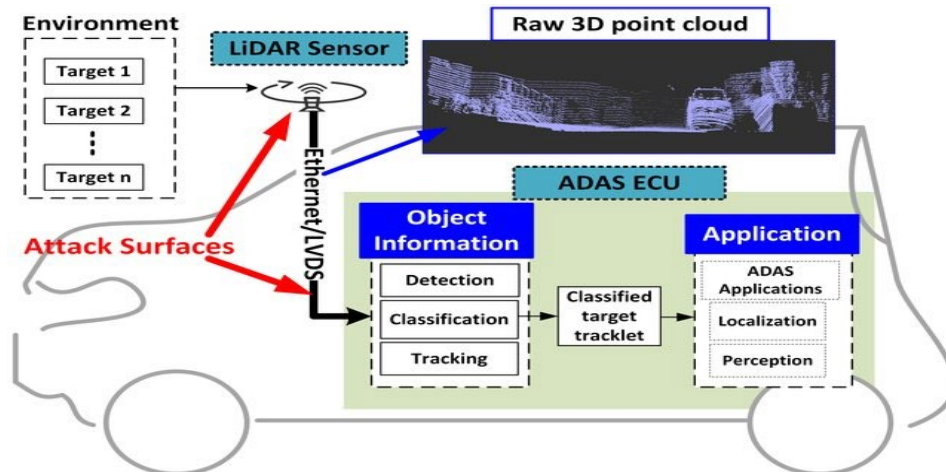 Environment
Target 1
Target 2
Target n
LiDAR Sensor
Raw 3D point cloud
Ethernet/LVDS
Attack Surfaces
ADAS ECU
Object
Information
Detection
Classification
Tracking
Classified
target
tracklet
Application
ADAS
Applications
Localization
Perception